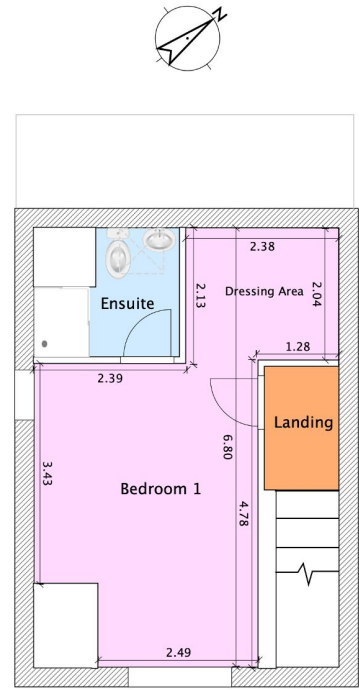 N
2.38
2.13
Dressing Area
2.04
Ensuite
1.28
2.39
Landing
6.80
3.43
4.78
Bedroom 1
2.49